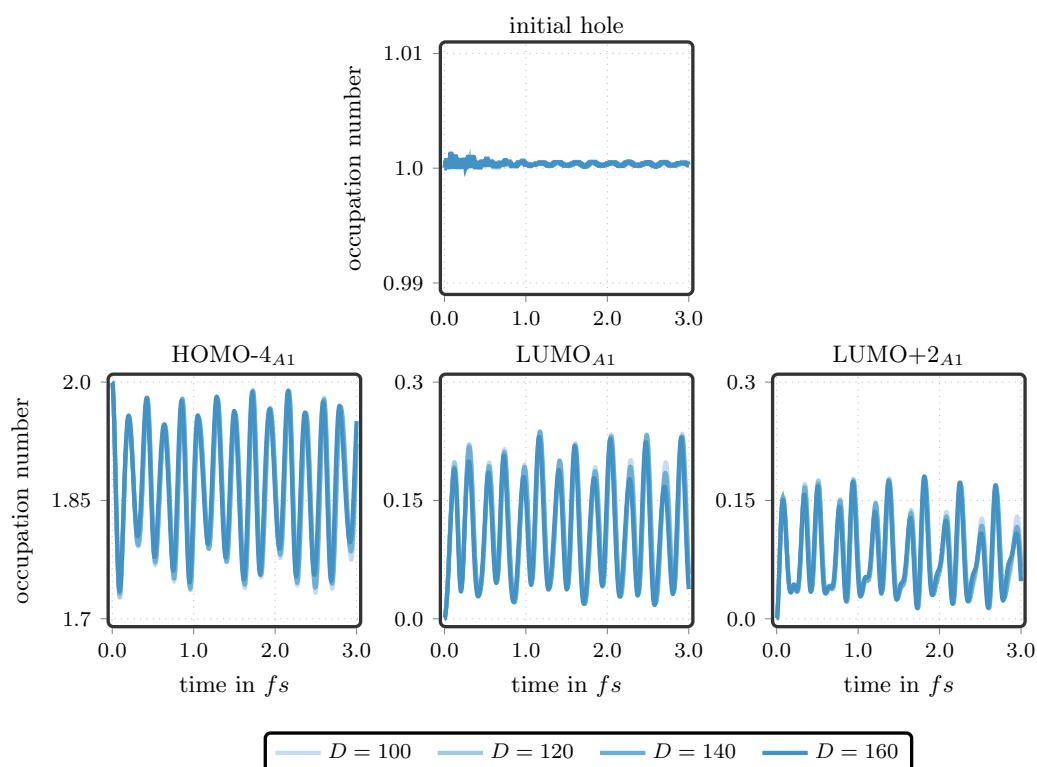 initial hole
occupation number
1.01
1.0
0.99
0.0 1.0 2.0 3.0
HOMO-4A1 LUMOA1 LUMO+2A1
occupation number
2.0
1.85
1.7
0.3
0.15
0.0
0.3
0.15
0.0
0.0 1.0 2.0 3.0 0.0 1.0 2.0 3.0 0.0 1.0 2.0 3.0
time in fs time in fs time in fs
D = 100 D = 120 D = 140 D = 160